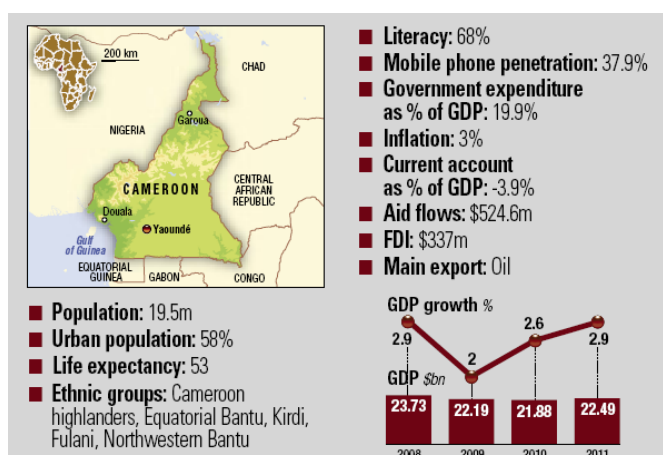 200 km
CHAD
Garoua
NIGERIA
CAMEROON
CENTRAL
AFRICAN
REPUBLIC
Douala
Yaoundé
Gulf
of Guinea
EQUATORIAL
GUINEA
GABON
CONGO
Population: 19.5m
Urban population: 58%
Life expectancy: 53
Ethnic groups: Cameroon
highlanders, Equatorial Bantu, Kirdi,
Fulani, Northwestern Bantu
Literacy: 68%
Mobile phone penetration: 37.9%
Government expenditure
as % of GDP: 19.9%
Inflation: 3%
Current account
as % of GDP: -3.9%
Aid flows: $524.6m
FDI: $337m
Main export: Oil
GDP growth %
2.9 2 2.6 2.9
GDP $bn
23.73 22.19 21.88 22.49
2008 2009 2010 2011